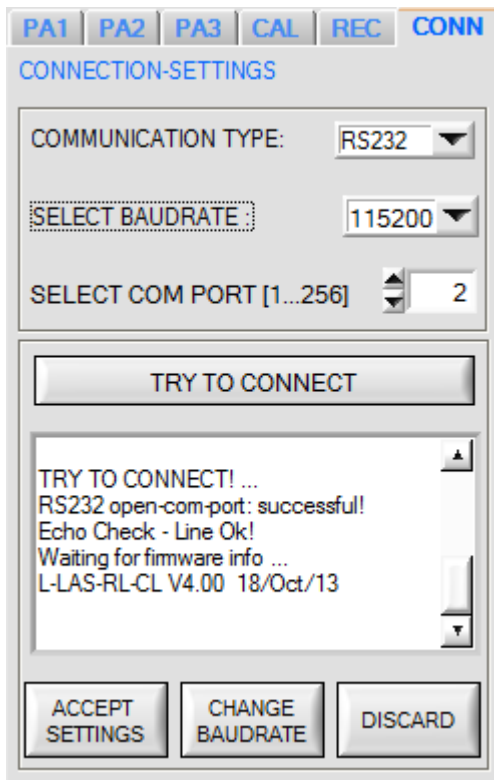 PA1 PA2 PA3 CAL REC CONN
CONNECTION-SETTINGS
COMMUNICATION TYPE: RS232
SELECT BAUDRATE : 115200
SELECT COM PORT [1...256] 2
TRY TO CONNECT
TRY TO CONNECT! ...
RS232 open-com-port: successful!
Echo Check - Line Ok!
Waiting for firmware info ...
L-LAS-RL-CL V4.00 18/Oct/13
ACCEPT SETTINGS
CHANGE BAUDRATE
DISCARD